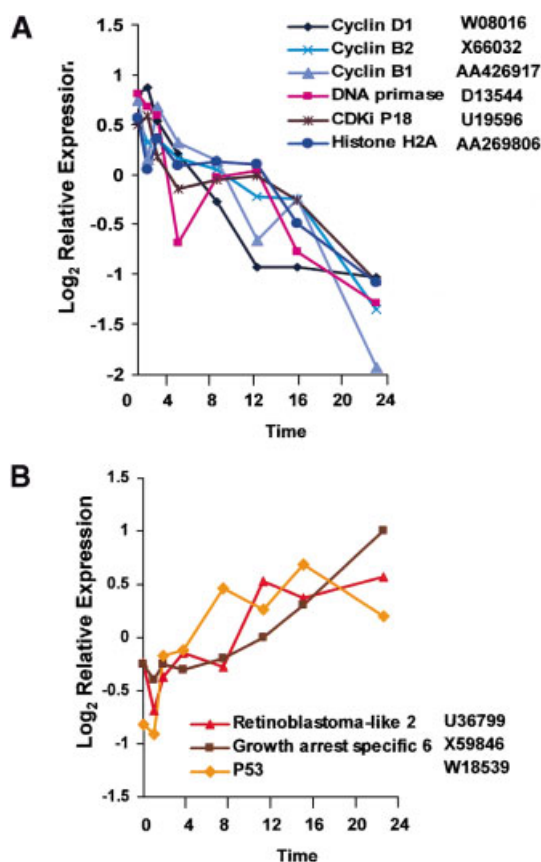 A
Cyclin D1 W08016
Cyclin B2 X66032
Cyclin B1 AA426917
DNA primase D13544
CDKi P18 U19596
Histone H2A AA269806
Log2 Relative Expression.
1.5
1
0.5
0
-0.5
-1
-1.5
-2
0 4 8 12 16 20 24
Time
B
Log2 Relative Expression
1.5
1
0.5
0
-0.5
-1
-1.5
Retinoblastoma-like 2 U36799
Growth arrest specific 6 X59846
P53 W18539
0 4 8 12 16 20 24
Time